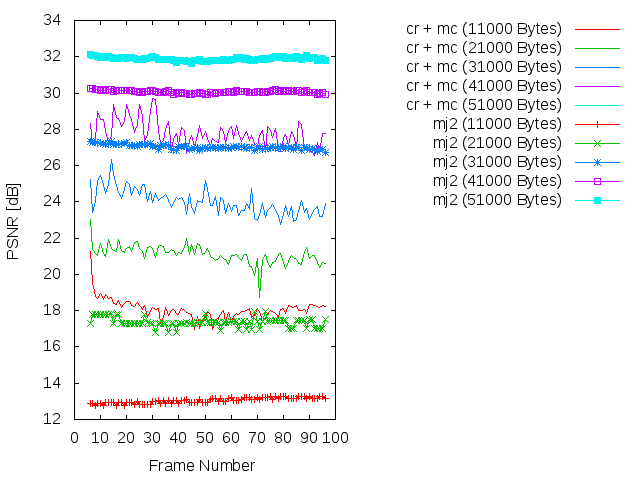 34
32
30
28
26
24
22
20
18
16
14
12
PSNR [dB]
0 10 20 30 40 50 60 70 80 90 100
Frame Number
cr + mc (11000 Bytes)
cr + mc (21000 Bytes)
cr + mc (31000 Bytes)
cr + mc (41000 Bytes)
cr + mc (51000 Bytes)
mj2 (11000 Bytes)
mj2 (21000 Bytes)
mj2 (31000 Bytes)
mj2 (41000 Bytes)
mj2 (51000 Bytes)